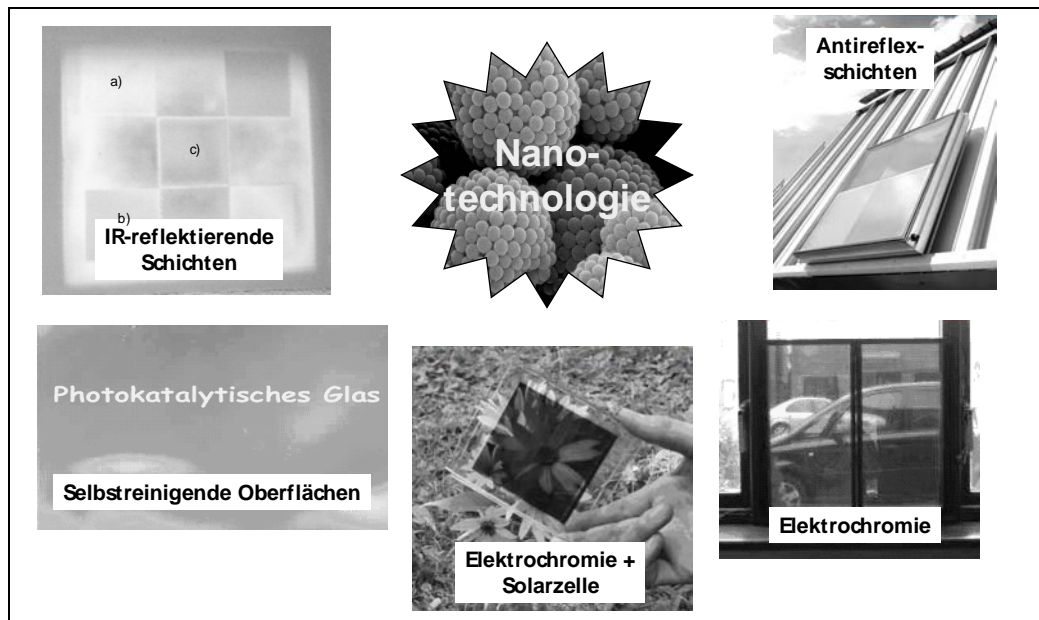 a)
c)
b)
IR-reflektierende
Schichten
Nano-
technologie
Antireflex-
schichten
Photokatalytisches Glas
Selbstreinigende Oberflächen
Elektrochromie +
Solarzelle
Elektrochromie